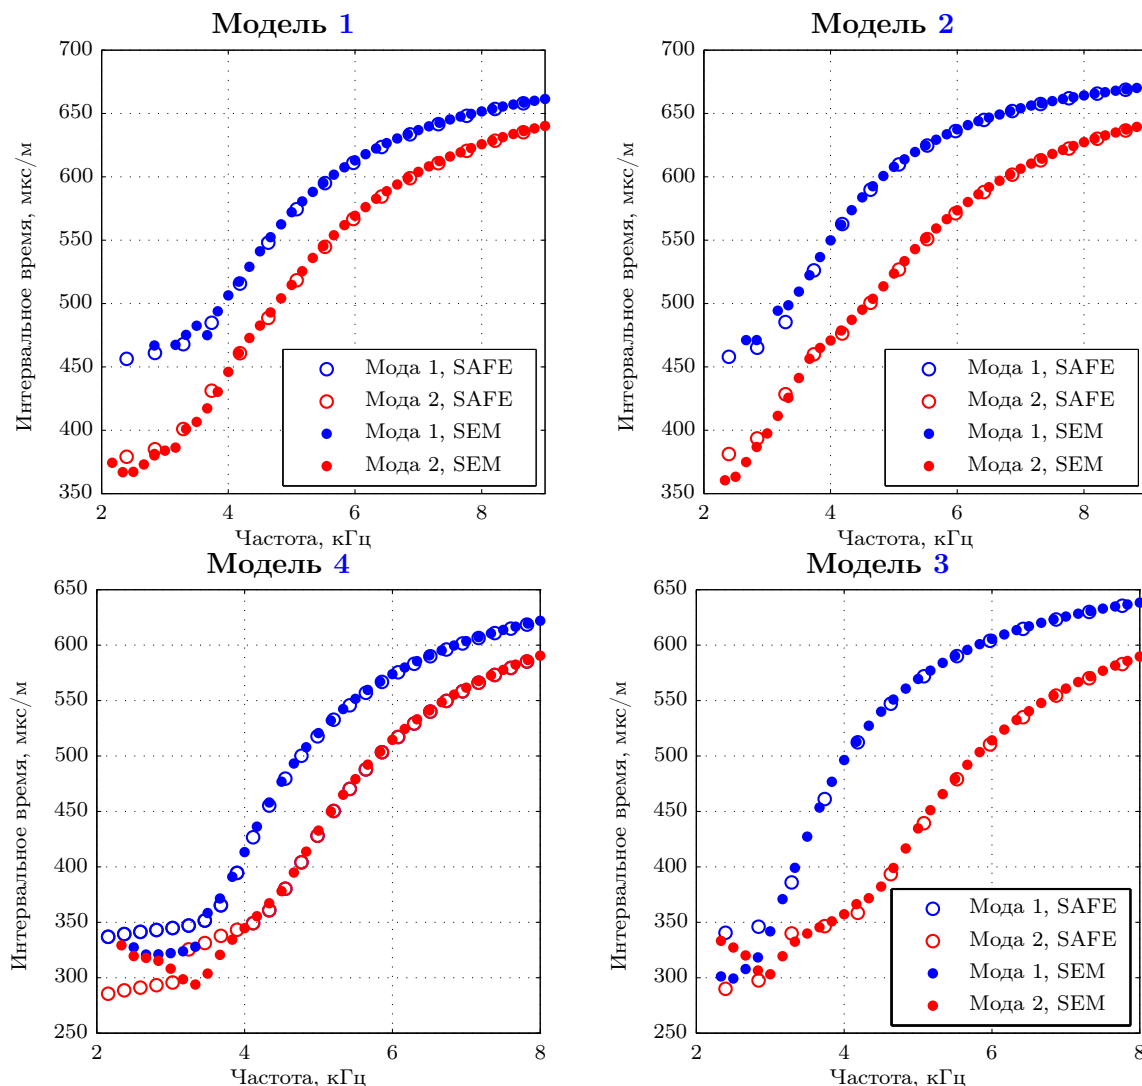 Модель 1
700
650
600
550
500
450
400
350
2 4 6 8
Интервальное время, мкс/м
Частота, кГц
Мода 1, SAFE
Мода 2, SAFE
Мода 1, SEM
Мода 2, SEM
Модель 2
700
650
600
550
500
450
400
350
2 4 6 8
Интервальное время, мкс/м
Частота, кГц
Мода 1, SAFE
Мода 2, SAFE
Мода 1, SEM
Мода 2, SEM
Модель 4
650
600
550
500
450
400
350
300
250
2 4 6 8
Интервальное время, мкс/м
Частота, кГц
Модель 3
650
600
550
500
450
400
350
300
250
2 4 6 8
Интервальное время, мкс/м
Частота, кГц
Мода 1, SAFE
Мода 2, SAFE
Мода 1, SEM
Мода 2, SEM